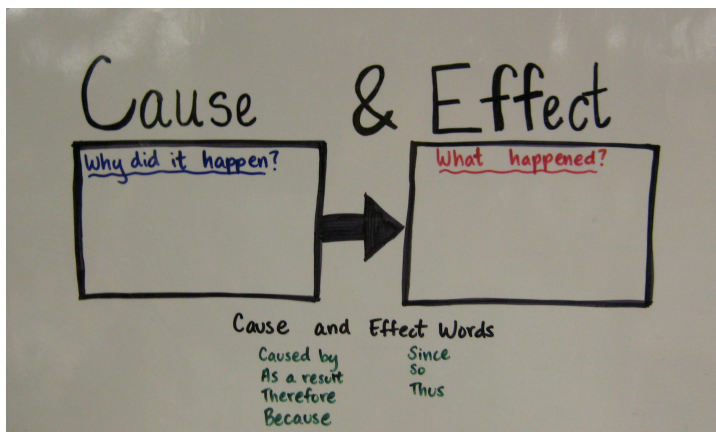 Cause & Effect
Why did it happen?
What happened?
Cause and Effect Words
Caused by
As a result
Therefore
Because
Since
So
Thus